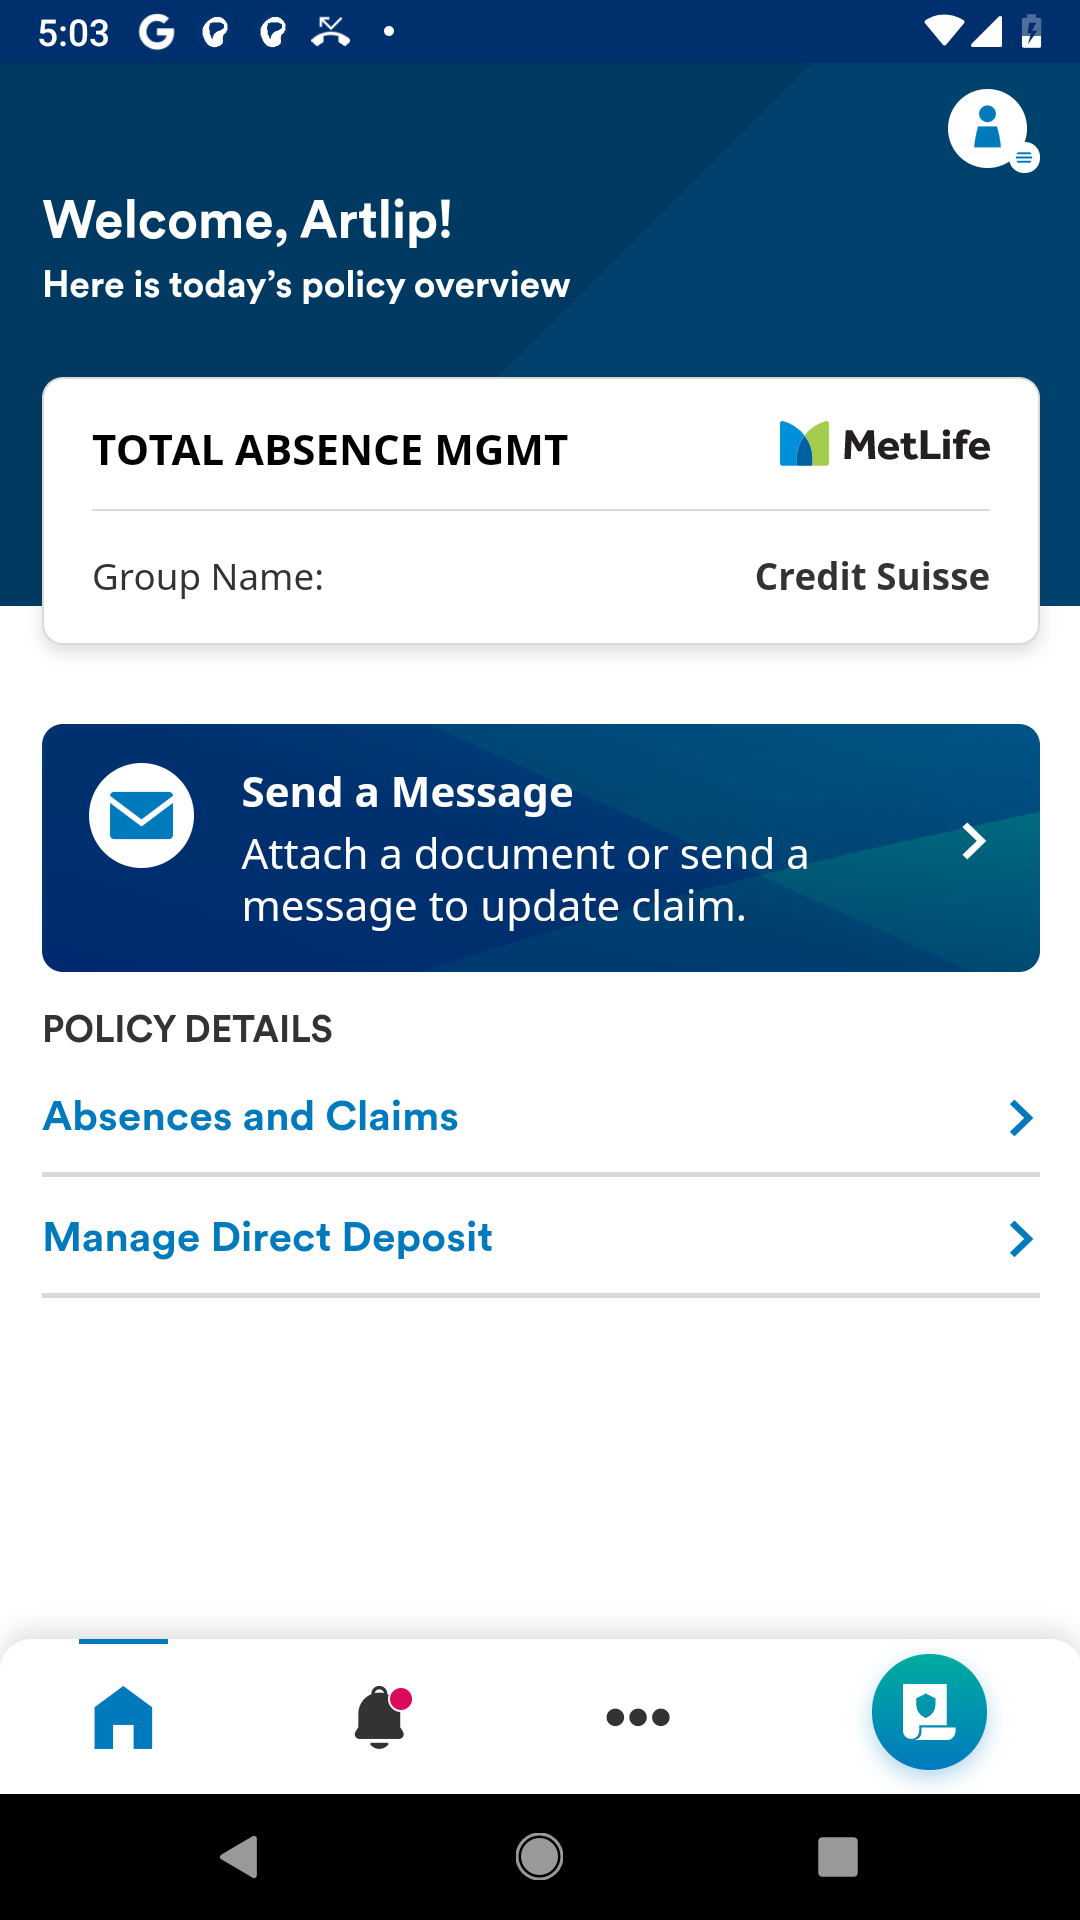 5:03
Welcome, Artlip!
Here is today's policy overview
TOTAL ABSENCE MGMT
MetLife
Group Name:
Credit Suisse
Send a Message
Attach a document or send a
message to update claim.
POLICY DETAILS
Absences and Claims
Manage Direct Deposit